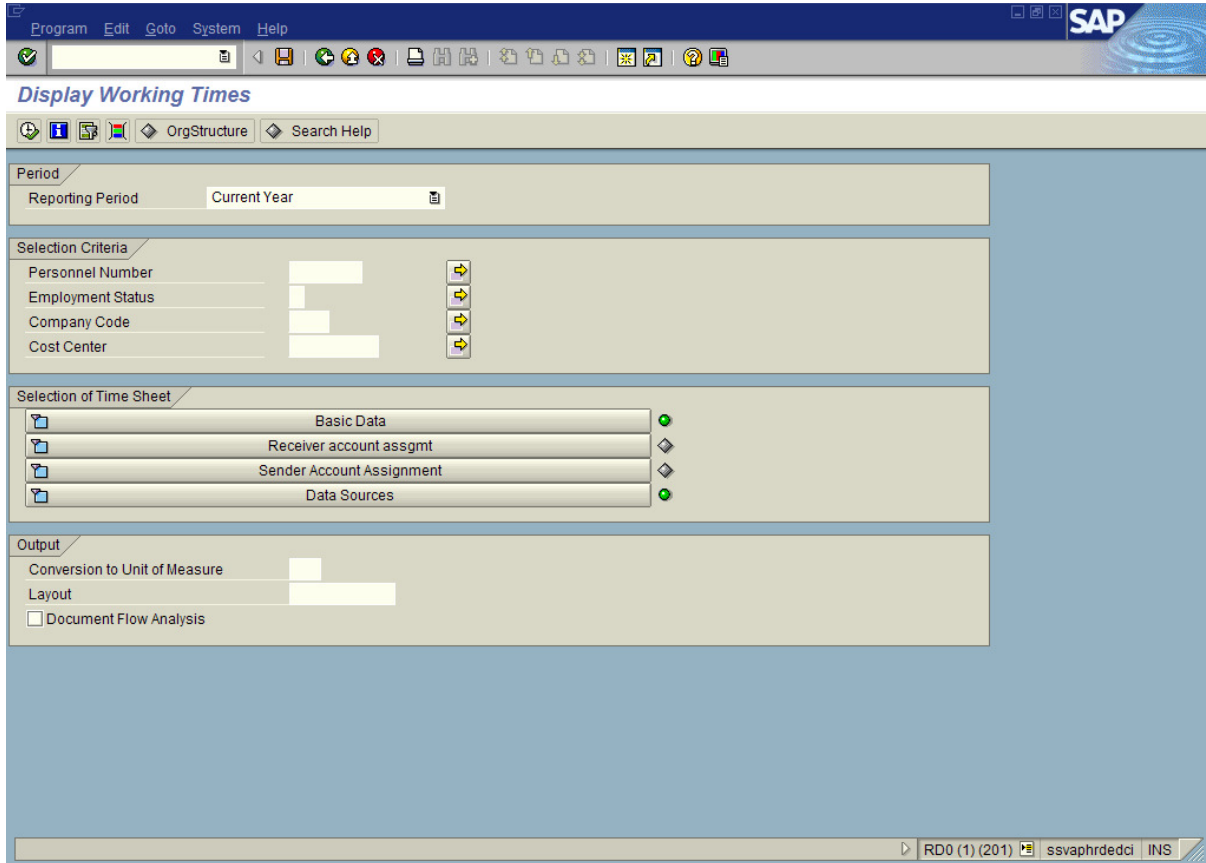 Program Edit Goto System Help
SAP
Display Working Times
OrgStructure Search Help
Period
Reporting Period Current Year
Selection Criteria
Personnel Number
Employment Status
Company Code
Cost Center
Selection of Time Sheet
Basic Data
Receiver account assgmt
Sender Account Assignment
Data Sources
Output
Conversion to Unit of Measure
Layout
Document Flow Analysis
RD0 (1) (201) ssvaphrdedci INS